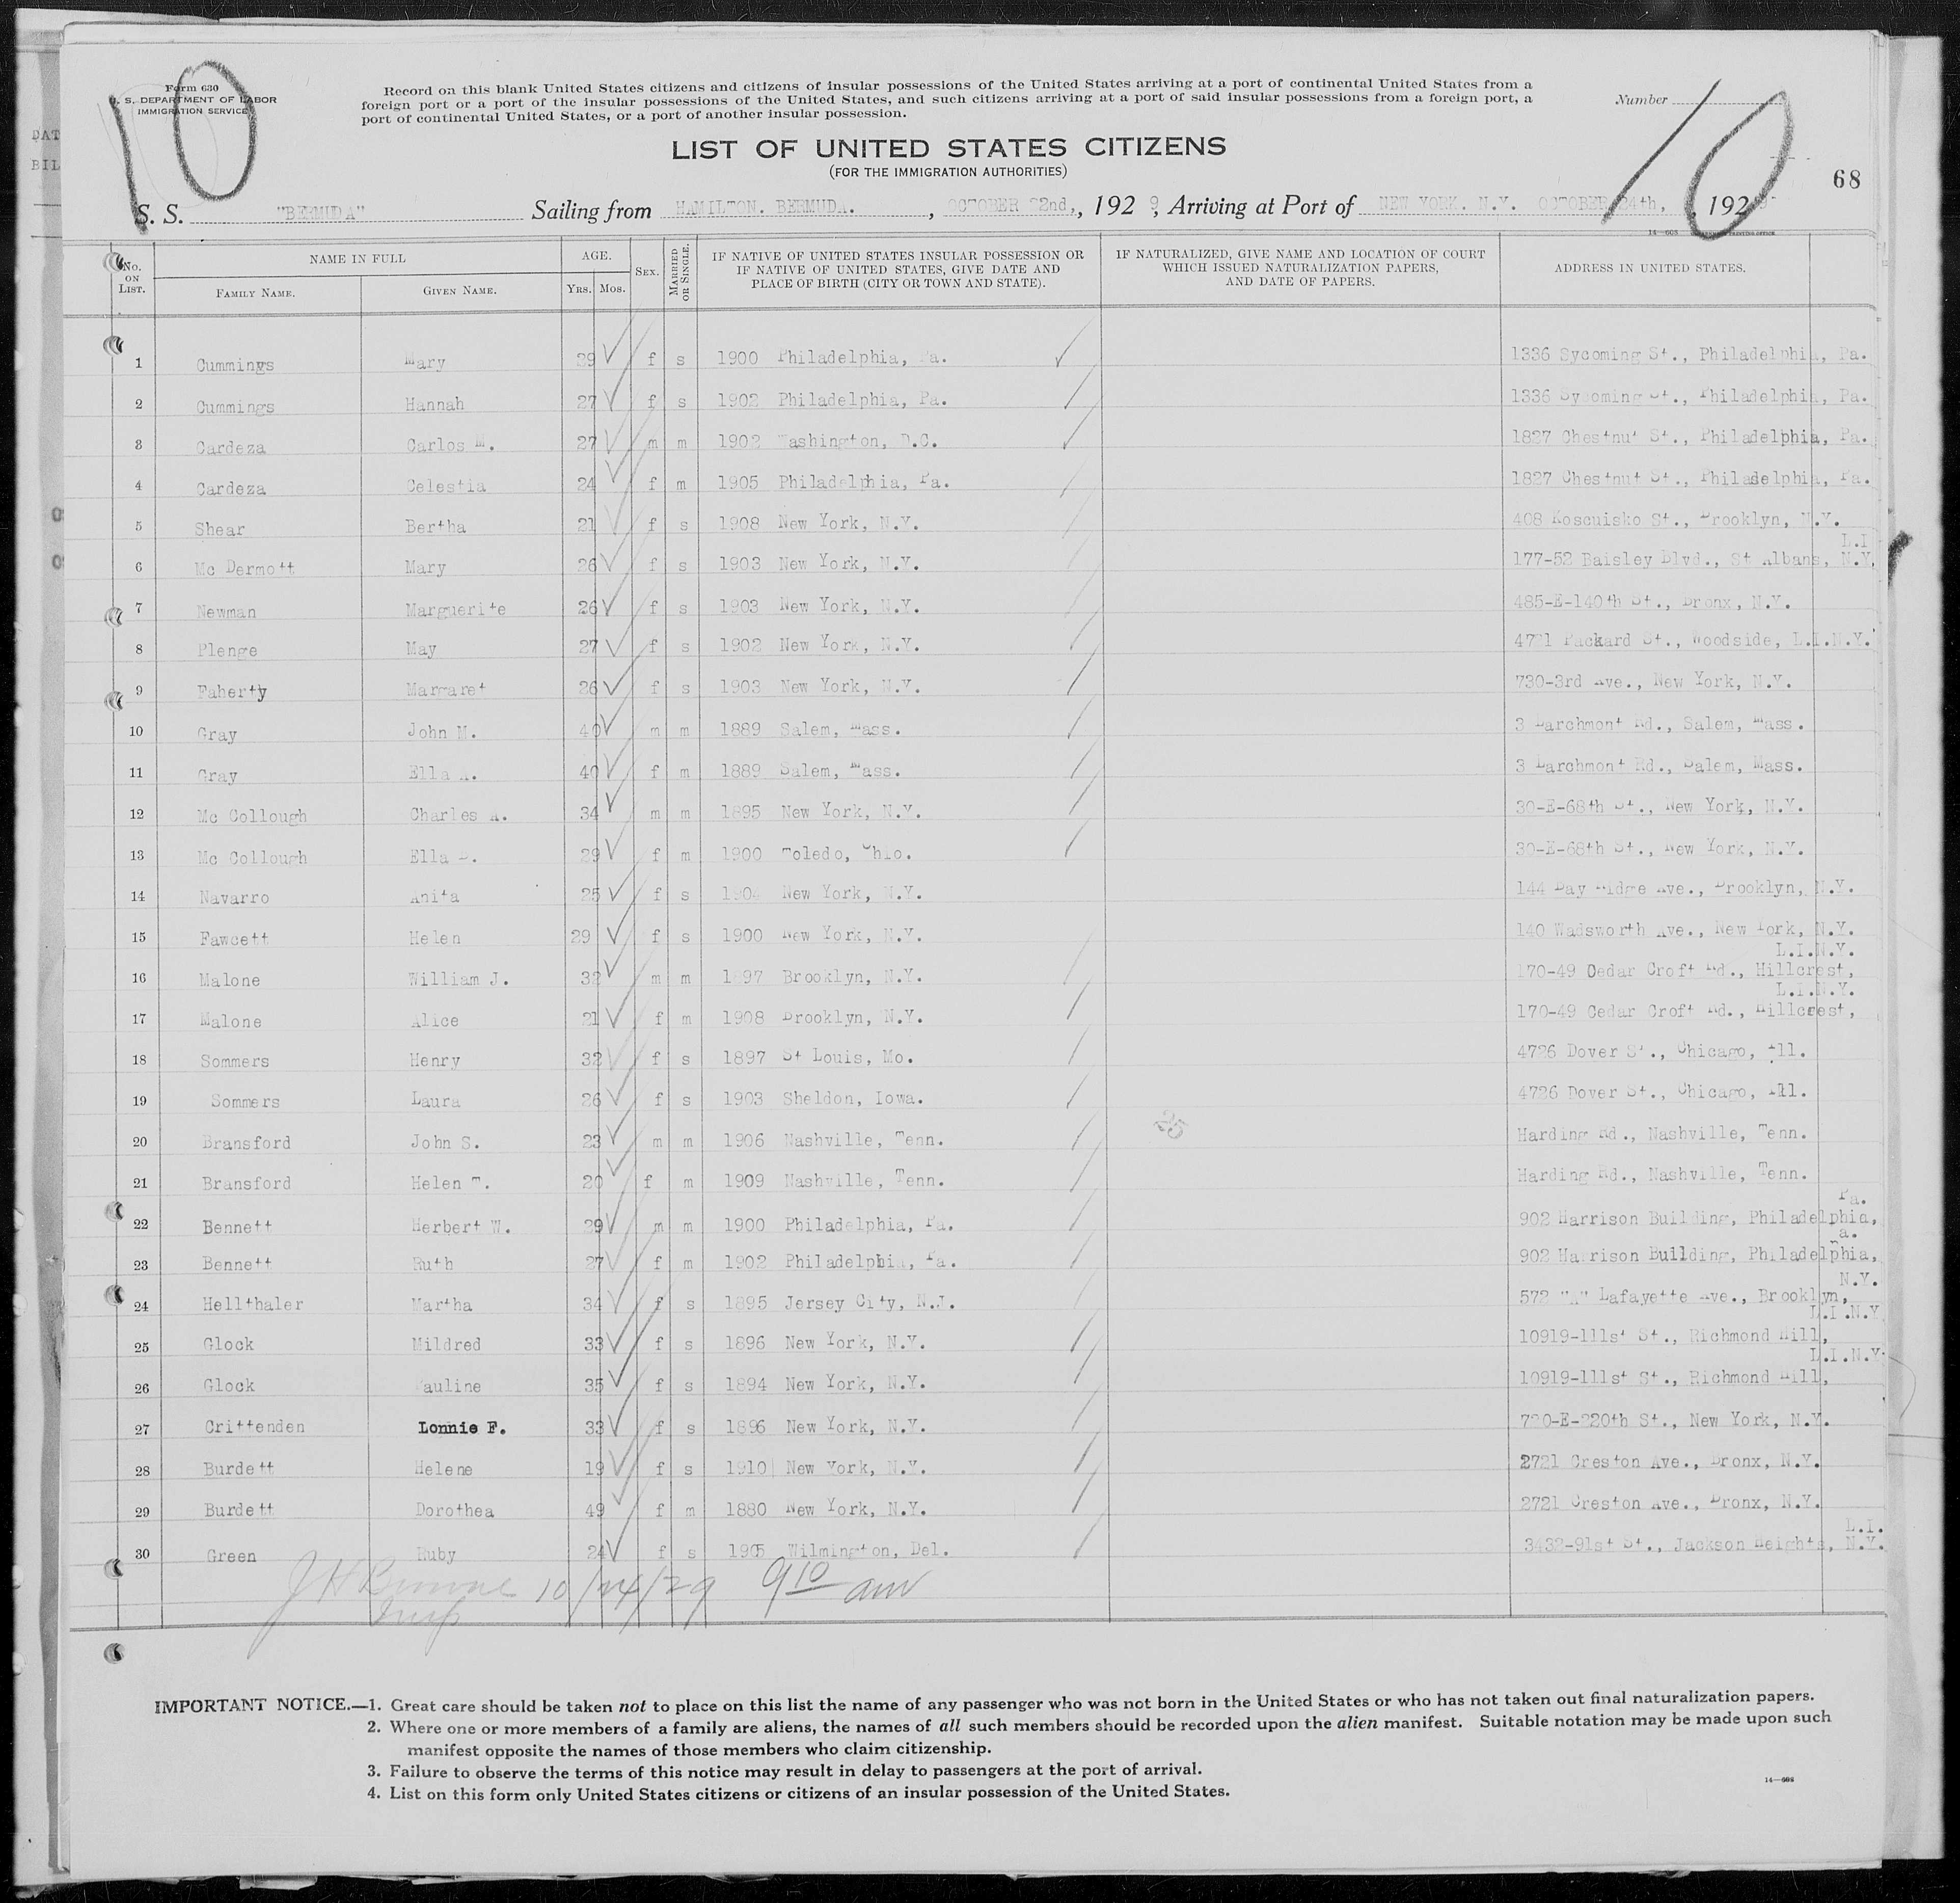 10
10
Form 630
U. S. DEPARTMENT OF LABOR
IMMIGRATION SERVICE
Record on this blank United States citizens and citizens of insular possessions of the United States arriving at a port of continental United States from a
foreign port or a port of the insular possessions of the United States, and such citizens arriving at a port of said insular possessions from a foreign port, a
port of continental United States, or a port of another insular possession.
Number
LIST OF UNITED STATES CITIZENS
(FOR THE IMMIGRATION AUTHORITIES)
68
S. S. "BERMUDA" Sailing from HAMILTON. BERMUDA. , OCTOBER 22nd,, 1929, Arriving at Port of NEW YORK. N.Y. OCTOBER 24th, , 1929
No. ON LIST. NAME IN FULL FAMILY NAME. GIVEN NAME. AGE. YRS. MOS. SEX. MARRIED OR SINGLE. IF NATIVE OF UNITED STATES INSULAR POSSESSION OR IF NATIVE OF UNITED STATES, GIVE DATE AND PLACE OF BIRTH (CITY OR TOWN AND STATE). IF NATURALIZED, GIVE NAME AND LOCATION OF COURT WHICH ISSUED NATURALIZATION PAPERS, AND DATE OF PAPERS. ADDRESS IN UNITED STATES.
1 Cummings Mary 29 f s 1900 Philadelphia, Pa. 1336 Sycoming St., Philadelphia, Pa.
2 Cummings Hannah 27 f s 1902 Philadelphia, Pa. 1336 Sycoming St., Philadelphia, Pa.
3 Cardeza Carlos M. 27 m m 1902 Washington, D.C. 1827 Chestnut St., Philadelphia, Pa.
4 Cardeza Celestia 24 f m 1905 Philadelphia, Pa. 1827 Chestnut St., Philadelphia, Pa.
5 Shear Bertha 21 f s 1908 New York, N.Y. 408 Koscuisko St., Brooklyn, N.Y.
6 Mc Dermott Mary 26 f s 1903 New York, N.Y. 177-52 Baisley Blvd., St Albans, L.I N.Y.
7 Newman Marguerite 26 f s 1903 New York, N.Y. 485-E-140th St., Bronx, N.Y.
8 Plenge May 27 f s 1902 New York, N.Y. 4721 Packard St., Woodside, L.I.N.Y.
9 Faherty Margaret 26 f s 1903 New York, N.Y. 730-3rd Ave., New York, N.Y.
10 Gray John M. 40 m m 1889 Salem, Mass. 3 Larchmont Rd., Salem, Mass.
11 Gray Ella A. 40 f m 1889 Salem, Mass. 3 Larchmont Rd., Salem, Mass.
12 Mc Collough Charles A. 34 m m 1895 New York, N.Y. 30-E-68th St., New York, N.Y.
13 Mc Collough Ella 29 f m 1900 Toledo, Ohio. 30-E-68th St., New York, N.Y.
14 Navarro Anita 25 f s 1904 New York, N.Y. 144 Bay Ridge Ave., Brooklyn, N.Y.
15 Fawcett Helen 29 f s 1900 New York, N.Y. 140 Wadsworth Ave., New York, N.Y.
16 Malone William J. 32 m m 1897 Brooklyn, N.Y. 170-49 Cedar Croft Rd., Hillcrest, L.I.N.Y.
17 Malone Alice 21 f m 1908 Brooklyn, N.Y. 170-49 Cedar Croft Rd., Hillcrest, L.I.N.Y.
18 Sommers Henry 32 f s 1897 St Louis, Mo. 4726 Dover St., Chicago, Ill.
19 Sommers Laura 26 f s 1903 Sheldon, Iowa. 4726 Dover St., Chicago, Ill.
20 Bransford John S. 23 m m 1906 Nashville, Tenn. 25 Harding Rd., Nashville, Tenn.
21 Bransford Helen T. 20 f m 1909 Nashville, Tenn. Harding Rd., Nashville, Tenn.
22 Bennett Herbert W. 29 m m 1900 Philadelphia, Pa. 902 Harrison Building, Philadelphia, Pa.
23 Bennett Ruth 27 f m 1902 Philadelphia, Pa. 902 Harrison Building, Philadelphia, Pa.
24 Hellthaler Martha 34 f s 1895 Jersey City, N.J. 572 "A" Lafayette Ave., Brooklyn, N.Y.
25 Glock Mildred 33 f s 1896 New York, N.Y. 10919-111st St., Richmond Hill, L.I.N.Y
26 Glock Pauline 35 f s 1894 New York, N.Y. 10919-111st St., Richmond Hill, L.I.N.Y.
27 Crittenden Lonnie F. 33 f s 1896 New York, N.Y. 720-E-220th St., New York, N.Y.
28 Burdett Helene 19 f s 1910 New York, N.Y. 2721 Creston Ave., Bronx, N.Y.
29 Burdett Dorothea 49 f m 1880 New York, N.Y. 2721 Creston Ave., Bronx, N.Y.
30 Green Ruby 24 f s 1905 Wilmington, Del. 3432-91st St., Jackson Heights, L.I. N.Y.
J H Browne 10/24/29 9 10 am
Insp
IMPORTANT NOTICE.—1. Great care should be taken not to place on this list the name of any passenger who was not born in the United States or who has not taken out final naturalization papers.
2. Where one or more members of a family are aliens, the names of all such members should be recorded upon the alien manifest. Suitable notation may be made upon such
manifest opposite the names of those members who claim citizenship.
3. Failure to observe the terms of this notice may result in delay to passengers at the port of arrival.
4. List on this form only United States citizens or citizens of an insular possession of the United States.
14—608